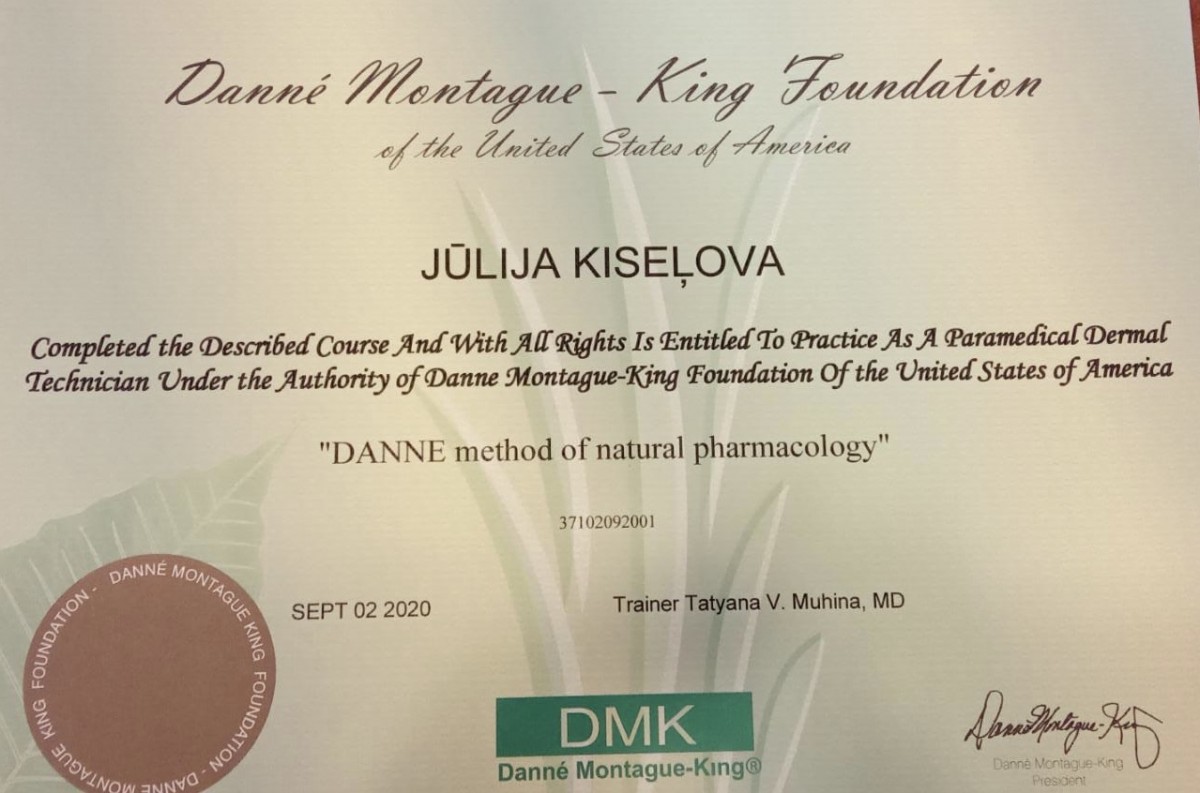 Danné Montague - King Foundation
of the United States of America
JŪLIJA KISEĻOVA
Completed the Described Course And With All Rights Is Entitled To Practice As A Paramedical Dermal
Technician Under the Authority of Danne Montague-King Foundation Of the United States of America
"DANNE method of natural pharmacology"
37102092001
SEPT 02 2020
Trainer Tatyana V. Muhina, MD
DANNÉ MONTAGUE KING FOUNDATION - DANNÉ MONTAGUE KING FOUNDATION -
DMK
Danné Montague-King®
Danné Montague-King
Danné Montague-King
President